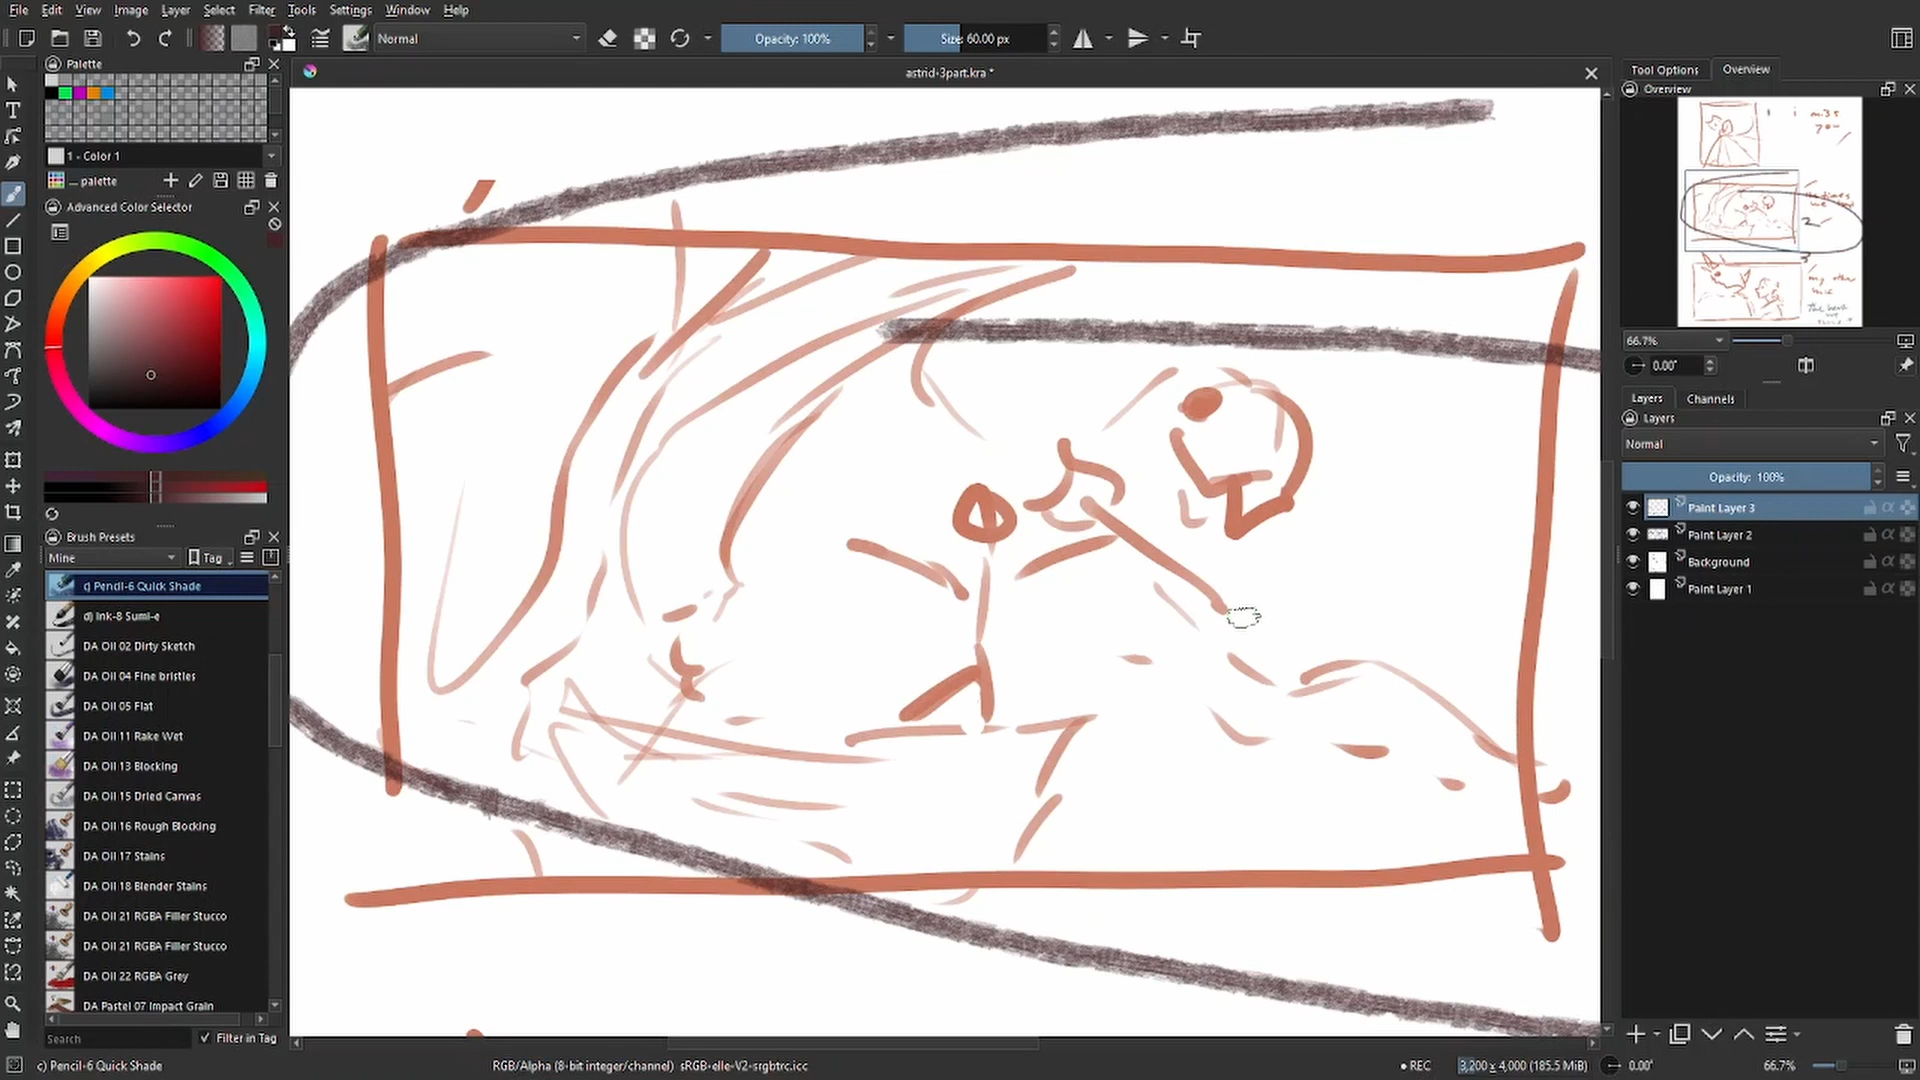 File Edit View Image Layer Select Filter Tools Settings Window Help
Normal
Opacity: 100%
Size: 60.00 px
Palette
astrid-3part.kra *
Tool Options
Overview
Overview
1 - Color 1
... palette
Advanced Color Selector
66.7%
0.00°
Layers
Channels
Layers
Normal
Opacity: 100%
Paint Layer 3
Paint Layer 2
Background
Paint Layer 1
Brush Presets
Mine
Tag
c) Pencil-6 Quick Shade
d) Ink-8 Sumi-e
DA Oil 02 Dirty Sketch
DA Oil 04 Fine bristles
DA Oil 05 Flat
DA Oil 11 Rake Wet
DA Oil 13 Blocking
DA Oil 15 Dried Canvas
DA Oil 16 Rough Blocking
DA Oil 17 Stains
DA Oil 18 Blender Stains
DA Oil 21 RGBA Filler Stucco
DA Oil 21 RGBA Filler Stucco
DA Oil 22 RGBA Grey
DA Pastel 07 Impact Grain
Search
Filter in Tag
c) Pencil-6 Quick Shade
RGB/Alpha (8-bit integer/channel) sRGB-elle-V2-srgbtrc.icc
REC
3,200 x 4,000 (185.5 MiB)
0.00°
66.7%